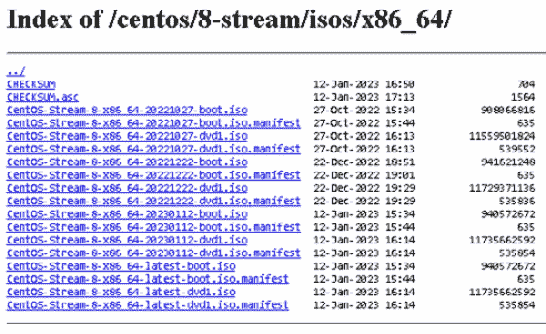 Index of /centos/8-stream/isos/x86_64/
../
CHECKSUM 12-Jan-2023 16:50 704
CHECKSUM.asc 12-Jan-2023 17:13 1564
CentOS-Stream-8-x86_64-20221027-boot.iso 27-Oct-2022 15:34
CentOS-Stream-8-x86_64-20221027-boot.iso.manifest 27-Oct-2022 15:44 635
CentOS-Stream-8-x86_64-20221027-dvd1.iso 27-Oct-2022 16:13 11559501824
CentOS-Stream-8-x86_64-20221027-dvd1.iso.manifest 27-Oct-2022 16:13 539552
CentOS-Stream-8-x86_64-20221222-boot.iso 22-Dec-2022 18:51 941621248
CentOS-Stream-8-x86_64-20221222-boot.iso.manifest 22-Dec-2022 19:01 635
CentOS-Stream-8-x86_64-20221222-dvd1.iso 22-Dec-2022 19:29 11729371136
CentOS-Stream-8-x86_64-20221222-dvd1.iso.manifest 22-Dec-2022 19:29 535836
CentOS-Stream-8-x86_64-20230112-boot.iso 12-Jan-2023 15:34 940572672
CentOS-Stream-8-x86_64-20230112-boot.iso.manifest 12-Jan-2023 15:44 635
CentOS-Stream-8-x86_64-20230112-dvd1.iso 12-Jan-2023 16:14 11735662592
CentOS-Stream-8-x86_64-20230112-dvd1.iso.manifest 12-Jan-2023 16:14 535854
CentOS-Stream-8-x86_64-latest-boot.iso 12-Jan-2023 15:34 940572672
CentOS-Stream-8-x86_64-latest-boot.iso.manifest 12-Jan-2023 15:44 635
CentOS-Stream-8-x86_64-latest-dvd1.iso 12-Jan-2023 16:14 11735662592
CentOS-Stream-8-x86_64-latest-dvd1.iso.manifest 12-Jan-2023 16:14 535854